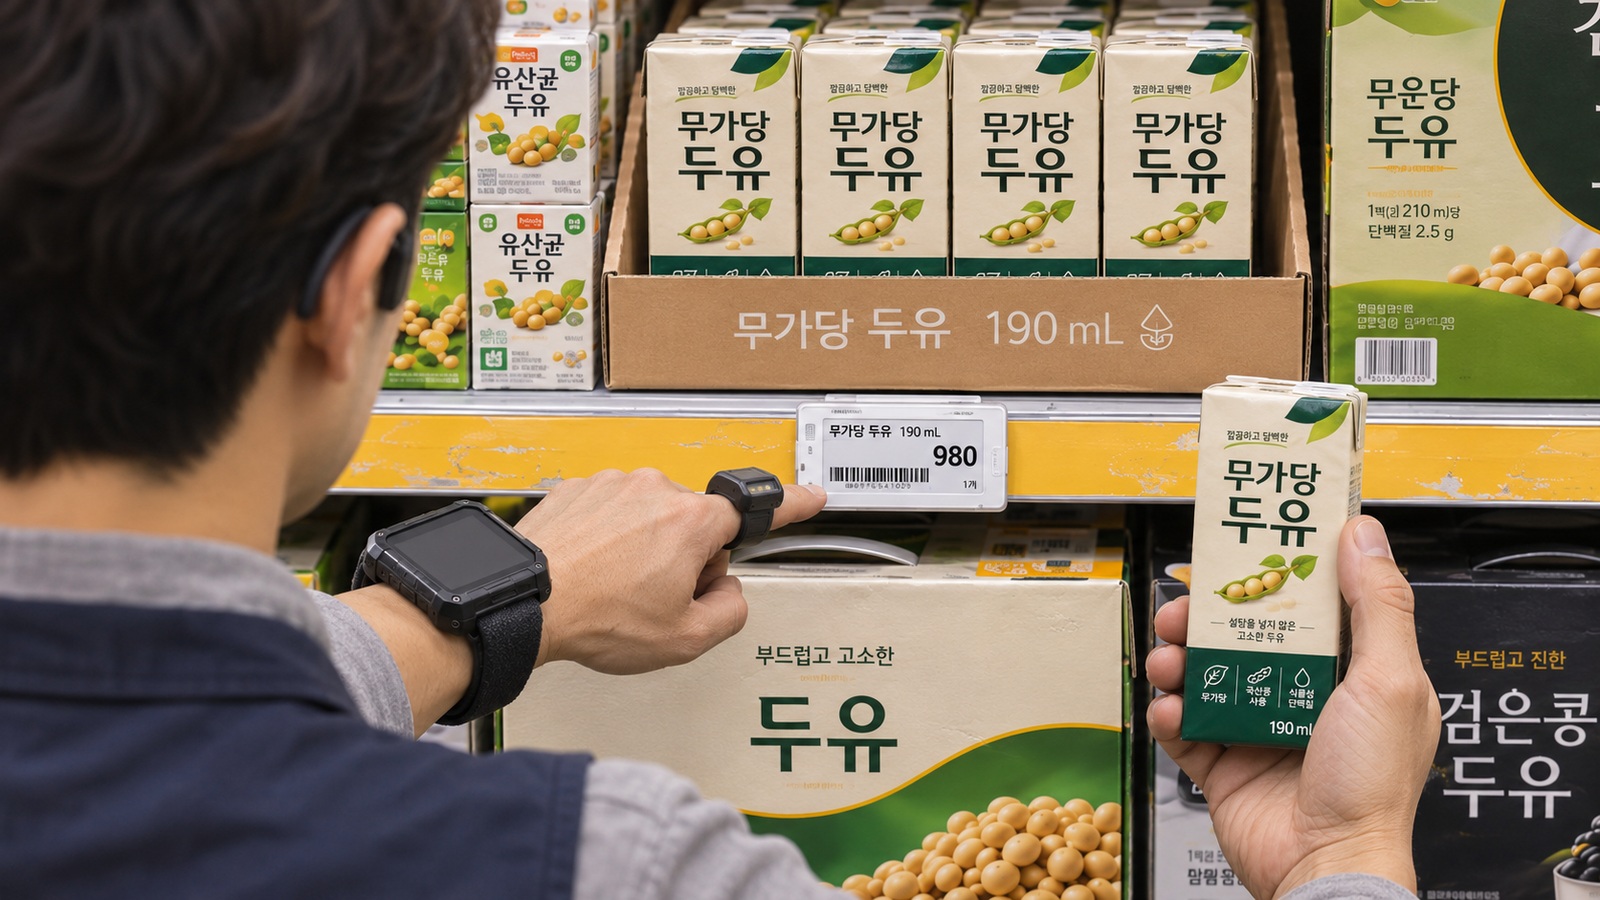 유산균
두유
유산균
두유
깔끔하고 담백한
무가당
두유
깔끔하고 담백한
무가당
두유
깔끔하고 담백한
무가당
두유
깔끔하고 담백한
무가당
두유
무가당 두유 190 mL
무운당
두유
1팩(김) 210 m)당
단백질 2.5 g
무가당 두유 190 mL
980
1개
깔끔하고 담백한
무가당
두유
설탕을 넣지 않은
고소한 두유
무가당
국산콩
사용
식물성
단백질
190 mL
부드럽고 고소한
두유
부드럽고 진한
검은콩
두유